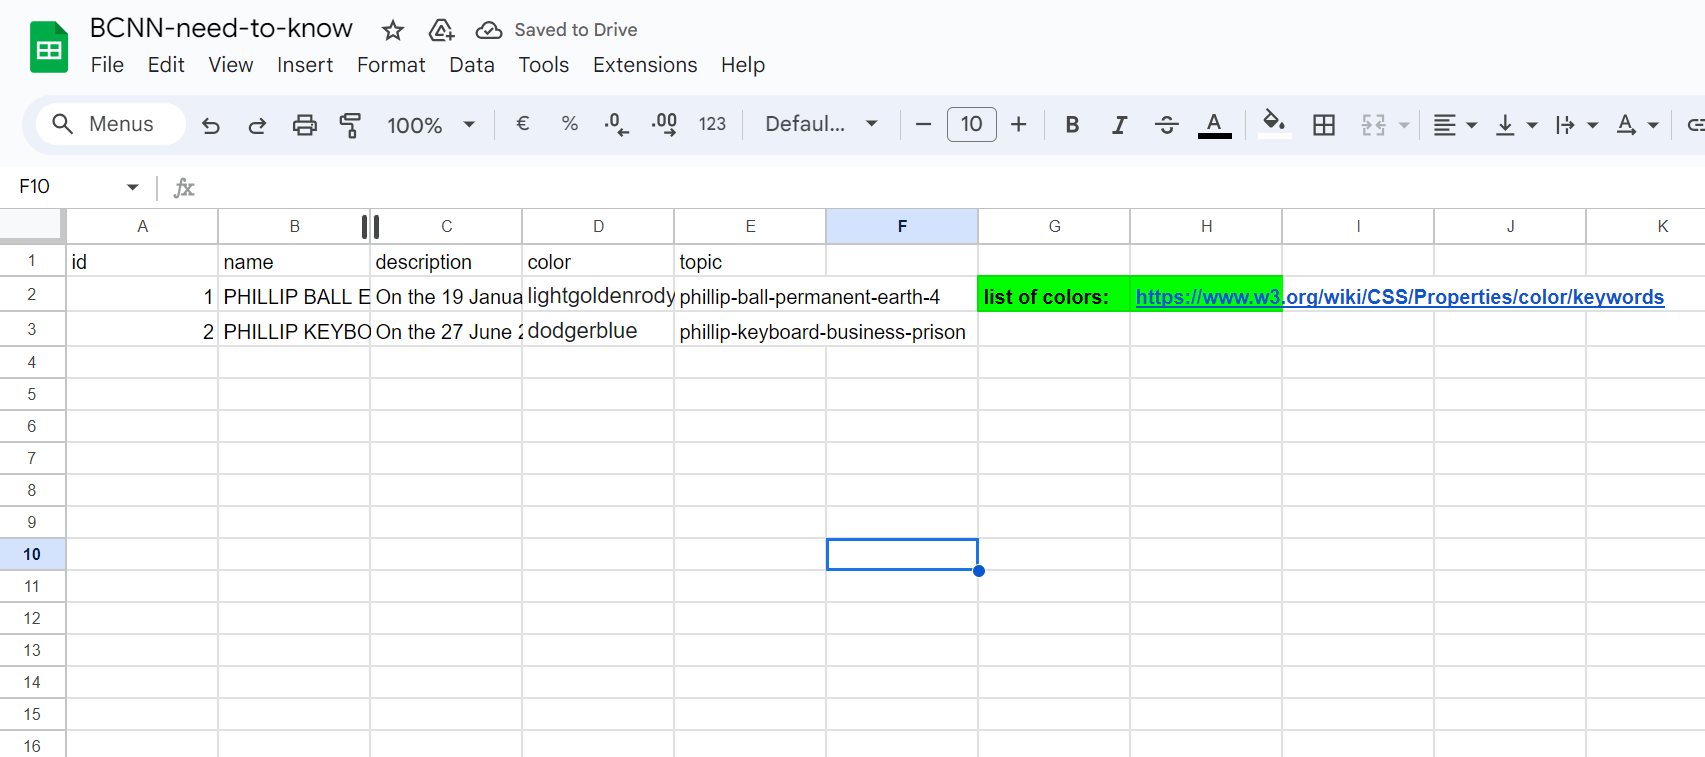 BCNN-need-to-know Saved to Drive
File Edit View Insert Format Data Tools Extensions Help
Menus 100% € % .0 .00 123 Defaul... 10 B I S A A
F10 fx
A B C D E F G H I J K
1 id name description color topic
2 1 PHILLIP BALL E On the 19 Janua lightgoldenrody phillip-ball-permanent-earth-4 list of colors: https://www.w3.org/wiki/CSS/Properties/color/keywords
3 2 PHILLIP KEYBO On the 27 June 2 dodgerblue phillip-keyboard-business-prison
4
5
6
7
8
9
10
11
12
13
14
15
16